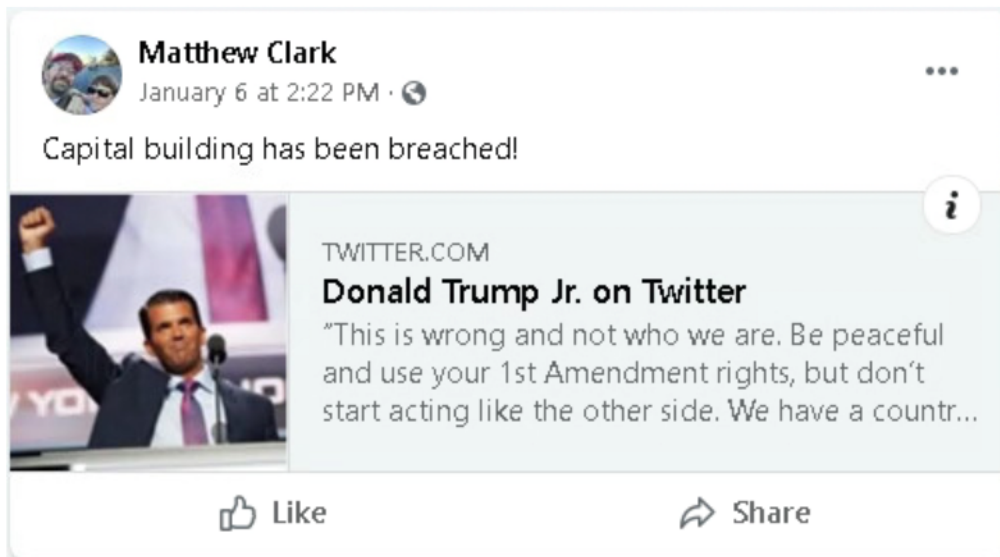 Matthew Clark
January 6 at 2:22 PM ·
Capital building has been breached!
TWITTER.COM
Donald Trump Jr. on Twitter
"This is wrong and not who we are. Be peaceful
and use your 1st Amendment rights, but don't
start acting like the other side. We have a countr...
YO
Like
Share